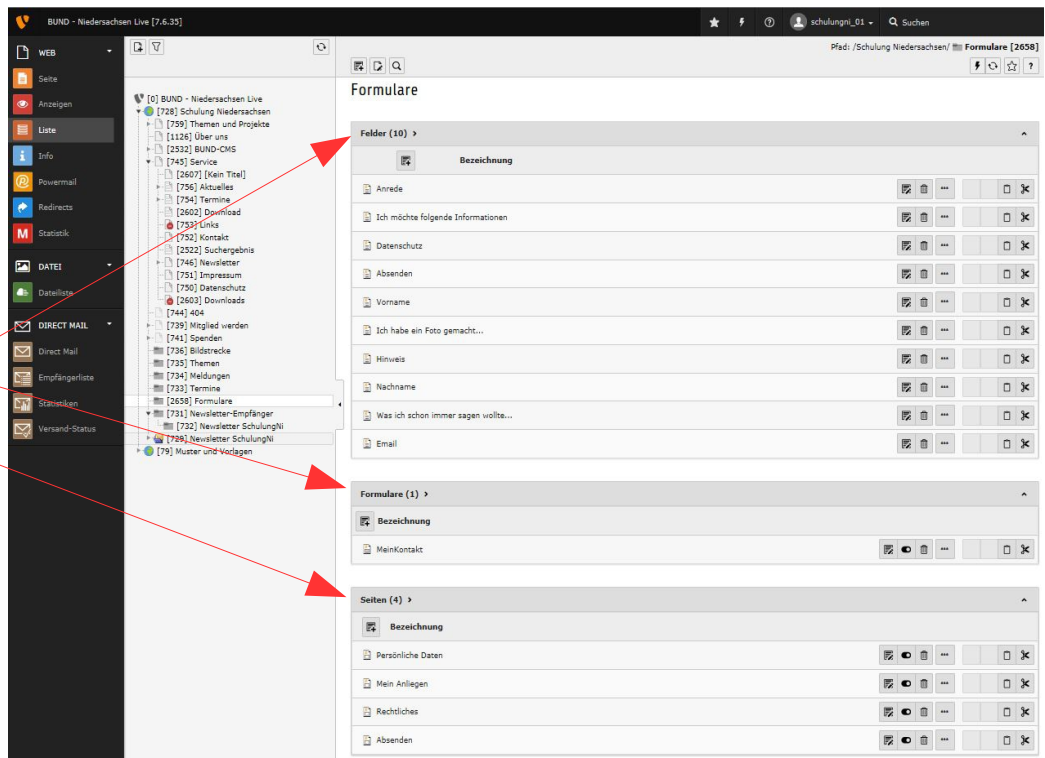 BUND - Niedersachsen Live [7.6.35]
schulungni_01
Suchen
WEB
Seite
Anzeigen
Liste
Info
Powermail
Redirects
M Statistik
DATEI
Dateiliste
DIRECT MAIL
Direct Mail
Empfängerliste
Statistiken
Versand-Status
[0] BUND - Niedersachsen Live
[728] Schulung Niedersachsen
[759] Themen und Projekte
[1126] Über uns
[2532] BUND-CMS
[745] Service
[2607] [Kein Titel]
[756] Aktuelles
[754] Termine
[2602] Download
[753] Links
[752] Kontakt
[2522] Suchergebnis
[746] Newsletter
[751] Impressum
[750] Datenschutz
[2603] Downloads
[744] 404
[739] Mitglied werden
[741] Spenden
[736] Bildstrecke
[735] Themen
[734] Meldungen
[733] Termine
[2658] Formulare
[731] Newsletter-Empfänger
[732] Newsletter SchulungNi
[729] Newsletter SchulungNi
[79] Muster und Vorlagen
Pfad: /Schulung Niedersachsen/ Formulare [2658]
Formulare
Felder (10) >
Bezeichnung
Anrede
Ich möchte folgende Informationen
Datenschutz
Absenden
Vorname
Ich habe ein Foto gemacht...
Hinweis
Nachname
Was ich schon immer sagen wollte...
Email
Formulare (1) >
Bezeichnung
MeinKontakt
Seiten (4) >
Bezeichnung
Persönliche Daten
Mein Anliegen
Rechtliches
Absenden